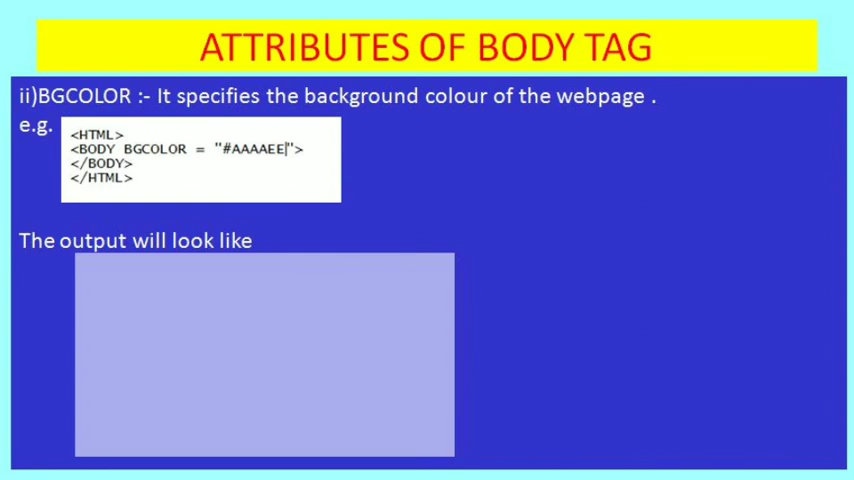 ATTRIBUTES OF BODY TAG
ii)BGCOLOR :- It specifies the background colour of the webpage .
e.g.
<HTML>
<BODY BGCOLOR = "#AAAAEE">
</BODY>
</HTML>
The output will look like